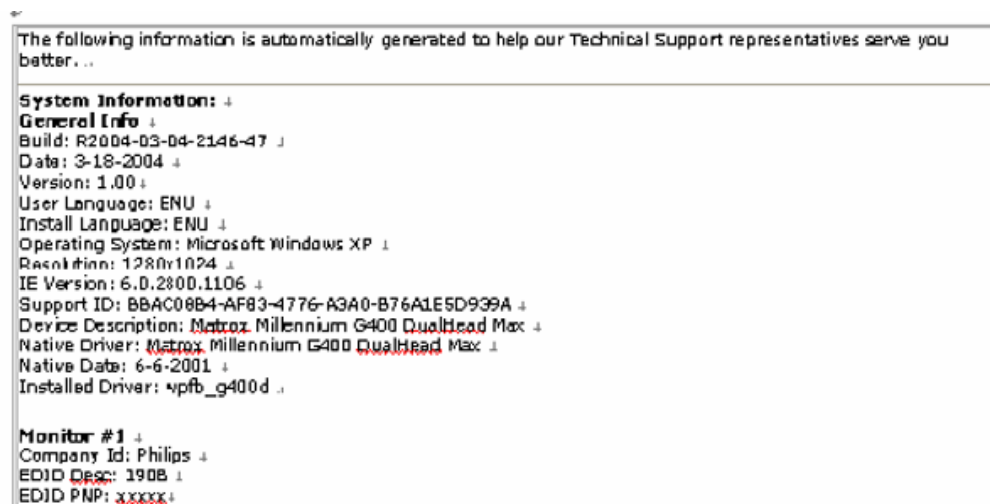 The following information is automatically generated to help our Technical Support representatives serve you
better...
System Information: ↓
General Info ↓
Build: R2004-03-04-2146-47 ↓
Date: 3-18-2004 ↓
Version: 1.00↓
User Language: ENU ↓
Install Language: ENU ↓
Operating System: Microsoft Windows XP ↓
Resolution: 1280x1024 ↓
IE Version: 6.0.2800.1106 ↓
Support ID: BBAC08B4-AF83-4776-A3A0-B76A1E5D939A ↓
Device Description: Matrox Millennium G400 DualHead Max ↓
Native Driver: Matrox Millennium G400 DualHead Max ↓
Native Date: 6-6-2001 ↓
Installed Driver: vpfb_g400d ↓
Monitor #1 ↓
Company Id: Philips ↓
EDID Desc: 190B ↓
EDID PNP: xxxxx↓